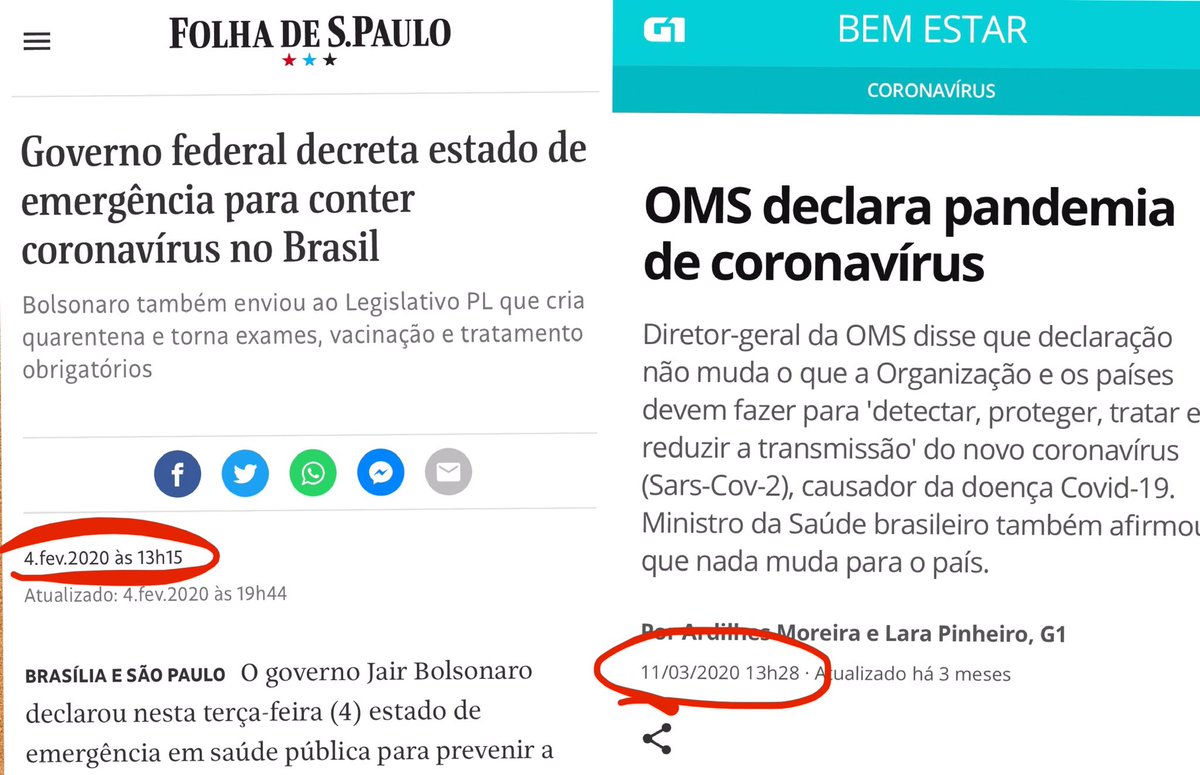 FOLHA DE S.PAULO
Governo federal decreta estado de
emergência para conter
coronavírus no Brasil
Bolsonaro também enviou ao Legislativo PL que cria
quarentena e torna exames, vacinação e tratamento
obrigatórios
4.fev.2020 às 13h15
Atualizado: 4.fev.2020 às 19h44
BRASÍLIA E SÃO PAULO O governo Jair Bolsonaro
declarou nesta terça-feira (4) estado de
emergência em saúde pública para prevenir a
G1
BEM ESTAR
CORONAVÍRUS
OMS declara pandemia
de coronavírus
Diretor-geral da OMS disse que declaração
não muda o que a Organização e os países
devem fazer para 'detectar, proteger, tratar e
reduzir a transmissão' do novo coronavírus
(Sars-Cov-2), causador da doença Covid-19.
Ministro da Saúde brasileiro também afirmou
que nada muda para o país.
Por Ardilhes Moreira e Lara Pinheiro, G1
11/03/2020 13h28 · Atualizado há 3 meses